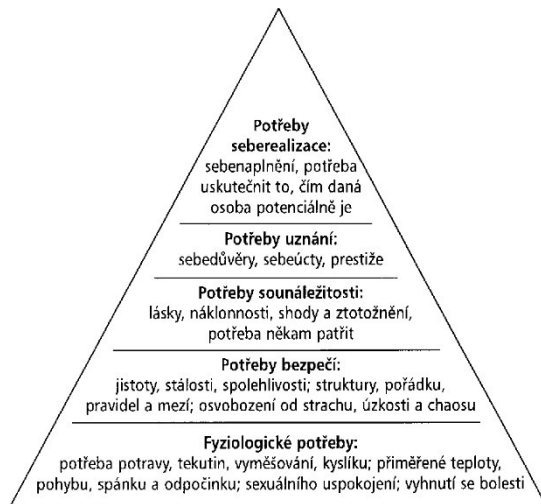 Potřeby
seberealizace:
sebenaplnění, potřeba
uskutečnit to, čím daná
osoba potenciálně je
Potřeby uznání:
sebedůvěry, sebeúcty, prestiže
Potřeby sounáležitosti:
lásky, náklonnosti, shody a ztotožnění,
potřeba někam patřit
Potřeby bezpečí:
jistoty, stálosti, spolehlivosti; struktury, pořádku,
pravidel a mezí; osvobození od strachu, úzkosti a chaosu
Fyziologické potřeby:
potřeba potravy, tekutin, vyměšování, kyslíku; přiměřené teploty,
pohybu, spánku a odpočinku; sexuálního uspokojení; vyhnutí se bolesti